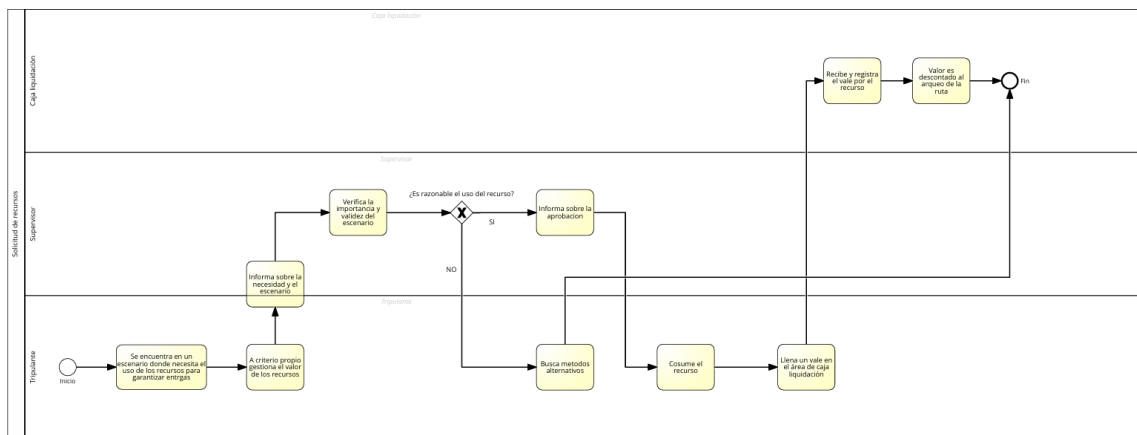 Solicitud de recursos
Caja liquidación
Caja liquidación
Recibe y registra
el vale por el
recurso
Valor es
descontado al
arqueo de la
ruta
Fin
Supervisor
Supervisor
Verifica la
importancia y
validez del
escenario
¿Es razonable el uso del recurso?
SI
NO
Informa sobre la
aprobacion
Informa sobre la
necesidad y el
escenario
Tripulante
Tripulante
Inicio
Se encuentra en un
escenario donde necesita el
uso de los recursos para
garantizar entrgas
A criterio propio
gestiona el valor
de los recursos
Busca metodos
alternativos
Cosume el
recurso
Llena un vale en
el área de caja
liquidación